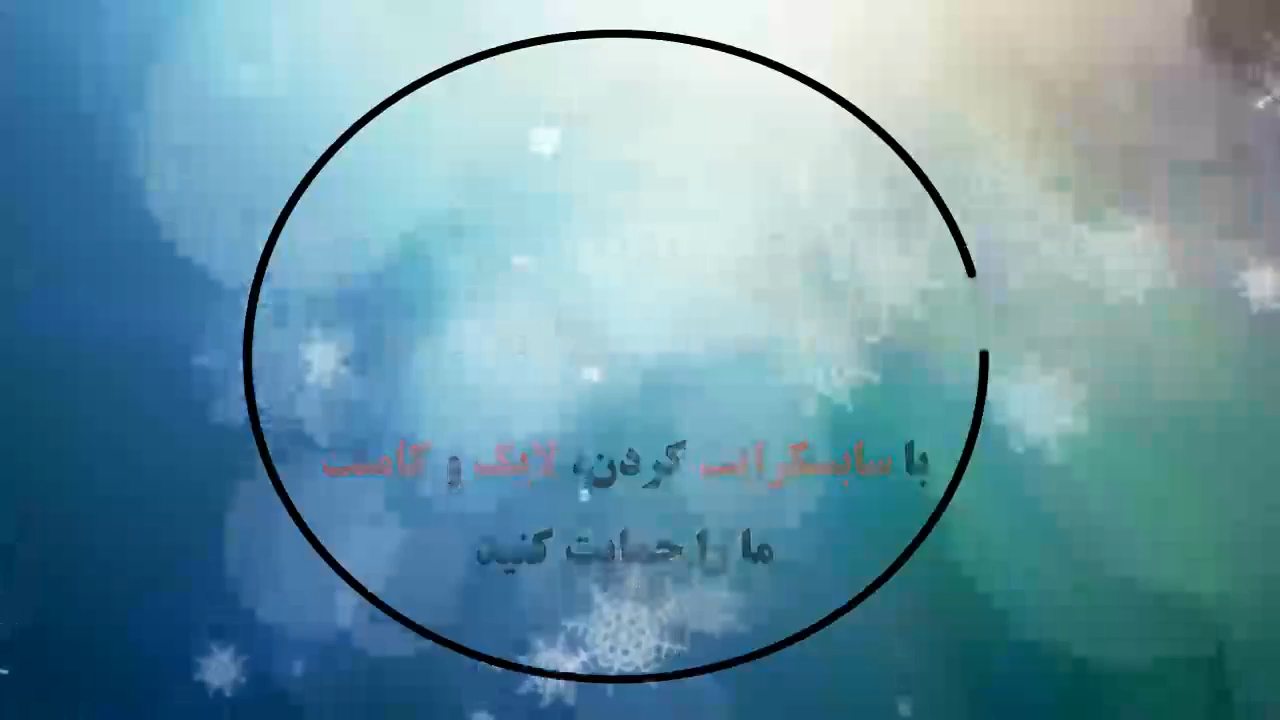 با سابسکرایب کردن، لایک و کامنت
ما را حمایت کنید